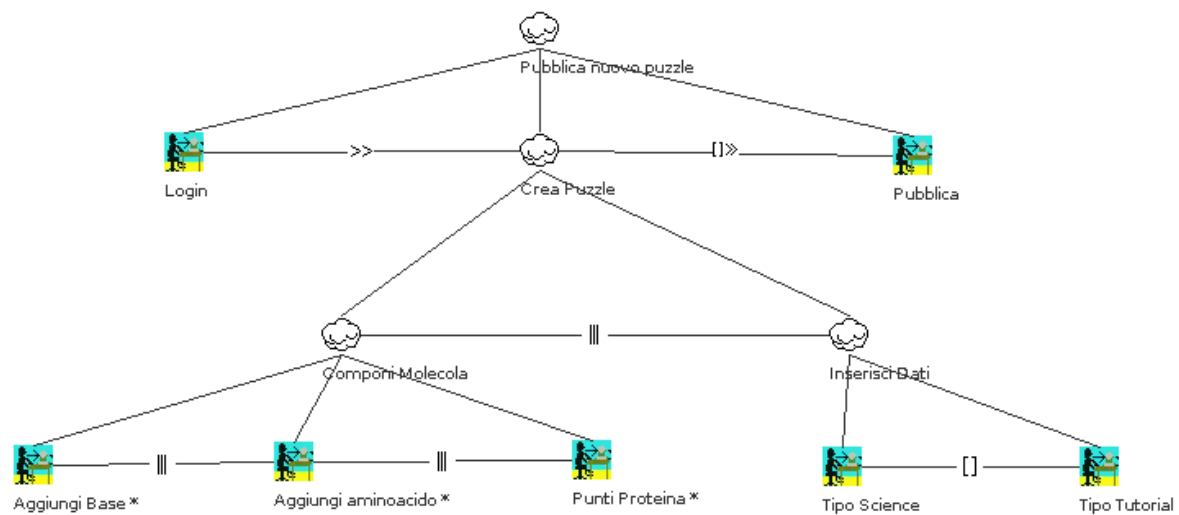 Pubblica nuovo puzzle
>> []»
Login Crea Puzzle Pubblica
|||
Componi Molecola Inserisci Dati
||| ||| []
Aggiungi Base * Aggiungi aminoacido * Punti Proteina * Tipo Science Tipo Tutorial